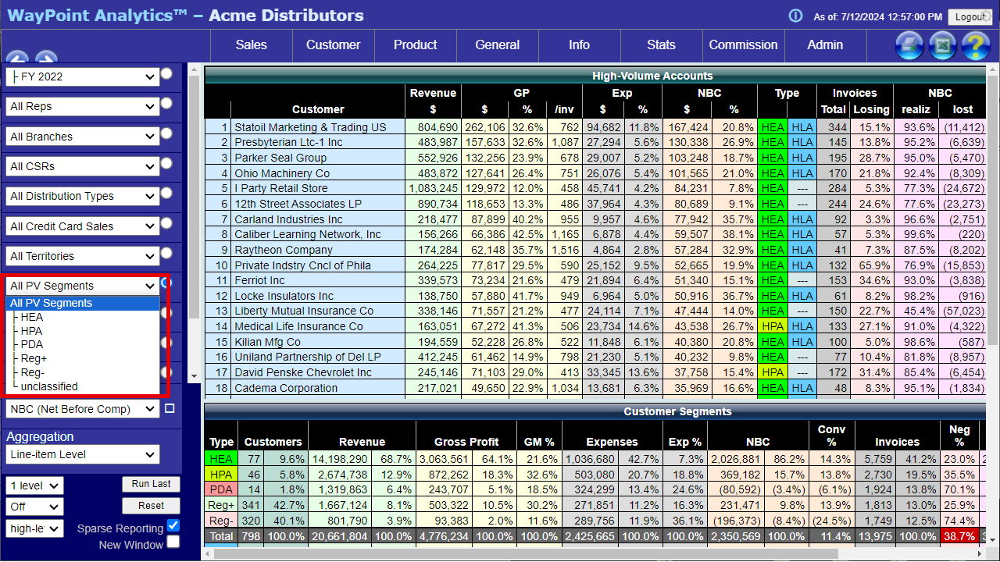 WayPoint Analytics™ – Acme Distributors
As of: 7/12/2024 12:57:00 PM Logout
Sales Customer Product General Info Stats Commission Admin
├ FY 2022
All Reps
All Branches
All CSRs
All Distribution Types
All Credit Card Sales
All Territories
All PV Segments
All PV Segments
├ HEA
├ HPA
├ PDA
├ Reg+
├ Reg-
└ unclassified
NBC (Net Before Comp)
Aggregation
Line-item Level
1 level Run Last
Off Reset
high-le
Sparse Reporting
New Window
High-Volume Accounts
Revenue GP Exp NBC Type Invoices NBC
Customer $ $ % /inv $ % $ % Total Losing realiz lost
1 Statoil Marketing & Trading US 804,690 262,106 32.6% 762 94,682 11.8% 167,424 20.8% HEA HLA 344 15.1% 93.6% (11,412)
2 Presbyterian Ltc-1 Inc 483,987 157,633 32.6% 1,087 27,294 5.6% 130,338 26.9% HEA HLA 145 13.8% 95.2% (6,639)
3 Parker Seal Group 552,926 132,256 23.9% 678 29,007 5.2% 103,248 18.7% HEA HLA 195 28.7% 95.0% (5,470)
4 Ohio Machinery Co 483,872 127,641 26.4% 751 26,076 5.4% 101,565 21.0% HEA HLA 170 21.8% 92.4% (8,309)
5 I Party Retail Store 1,083,245 129,972 12.0% 458 45,741 4.2% 84,231 7.8% HEA --- 284 5.3% 77.3% (24,672)
6 12th Street Associates LP 890,734 118,653 13.3% 486 37,964 4.3% 80,689 9.1% HEA --- 244 24.6% 77.6% (23,273)
7 Carland Industries Inc 218,477 87,899 40.2% 955 9,957 4.6% 77,942 35.7% HEA HLA 92 3.3% 96.6% (2,751)
8 Caliber Learning Network, Inc 156,266 66,386 42.5% 1,165 6,878 4.4% 59,507 38.1% HEA HLA 57 5.3% 99.6% (220)
9 Raytheon Company 174,284 62,148 35.7% 1,516 4,864 2.8% 57,284 32.9% HEA HLA 41 7.3% 87.5% (8,202)
10 Private Indstry Cncl of Phila 264,225 77,817 29.5% 590 25,152 9.5% 52,665 19.9% HEA HLA 132 65.9% 76.9% (15,853)
11 Ferriot Inc 339,573 73,234 21.6% 479 21,894 6.4% 51,340 15.1% HEA --- 153 34.6% 93.0% (3,838)
12 Locke Insulators Inc 138,750 57,880 41.7% 949 6,964 5.0% 50,916 36.7% HEA HLA 61 8.2% 98.2% (916)
13 Liberty Mutual Insurance Co 338,146 71,557 21.2% 477 24,114 7.1% 47,444 14.0% HEA --- 150 22.7% 45.4% (57,023)
14 Medical Life Insurance Co 163,051 67,272 41.3% 506 23,734 14.6% 43,538 26.7% HPA HLA 133 27.1% 91.0% (4,322)
15 Kilian Mfg Co 194,559 52,228 26.8% 522 11,848 6.1% 40,380 20.8% HEA HLA 100 5.0% 98.6% (587)
16 Uniland Partnership of Del LP 412,245 61,462 14.9% 798 21,230 5.1% 40,232 9.8% HEA --- 77 10.4% 81.8% (8,957)
17 David Penske Chevrolet Inc 245,146 71,103 29.0% 413 33,345 13.6% 37,758 15.4% HPA --- 172 31.4% 85.4% (6,454)
18 Cadema Corporation 217,021 49,650 22.9% 1,034 13,681 6.3% 35,969 16.6% HEA HLA 48 8.3% 95.1% (1,834)
Customer Segments
Conv Neg
Type Customers Revenue Gross Profit GM % Expenses Exp % NBC % Invoices %
HEA 77 9.6% 14,198,290 68.7% 3,063,561 64.1% 21.6% 1,036,680 42.7% 7.3% 2,026,881 86.2% 14.3% 5,759 41.2% 23.0%
HPA 46 5.8% 2,674,738 12.9% 872,262 18.3% 32.6% 503,080 20.7% 18.8% 369,182 15.7% 13.8% 2,730 19.5% 35.5%
PDA 14 1.8% 1,319,863 6.4% 243,707 5.1% 18.5% 324,299 13.4% 24.6% (80,592) (3.4%) (6.1%) 1,924 13.8% 70.1%
Reg+ 341 42.7% 1,667,124 8.1% 503,322 10.5% 30.2% 271,851 11.2% 16.3% 231,471 9.8% 13.9% 1,813 13.0% 25.9%
Reg- 320 40.1% 801,790 3.9% 93,383 2.0% 11.6% 289,756 11.9% 36.1% (196,373) (8.4%) (24.5%) 1,749 12.5% 74.4%
Total 798 100.0% 20,661,804 100.0% 4,776,234 100.0% 23.1% 2,425,665 100.0% 11.7% 2,350,569 100.0% 11.4% 13,975 100.0% 38.7%